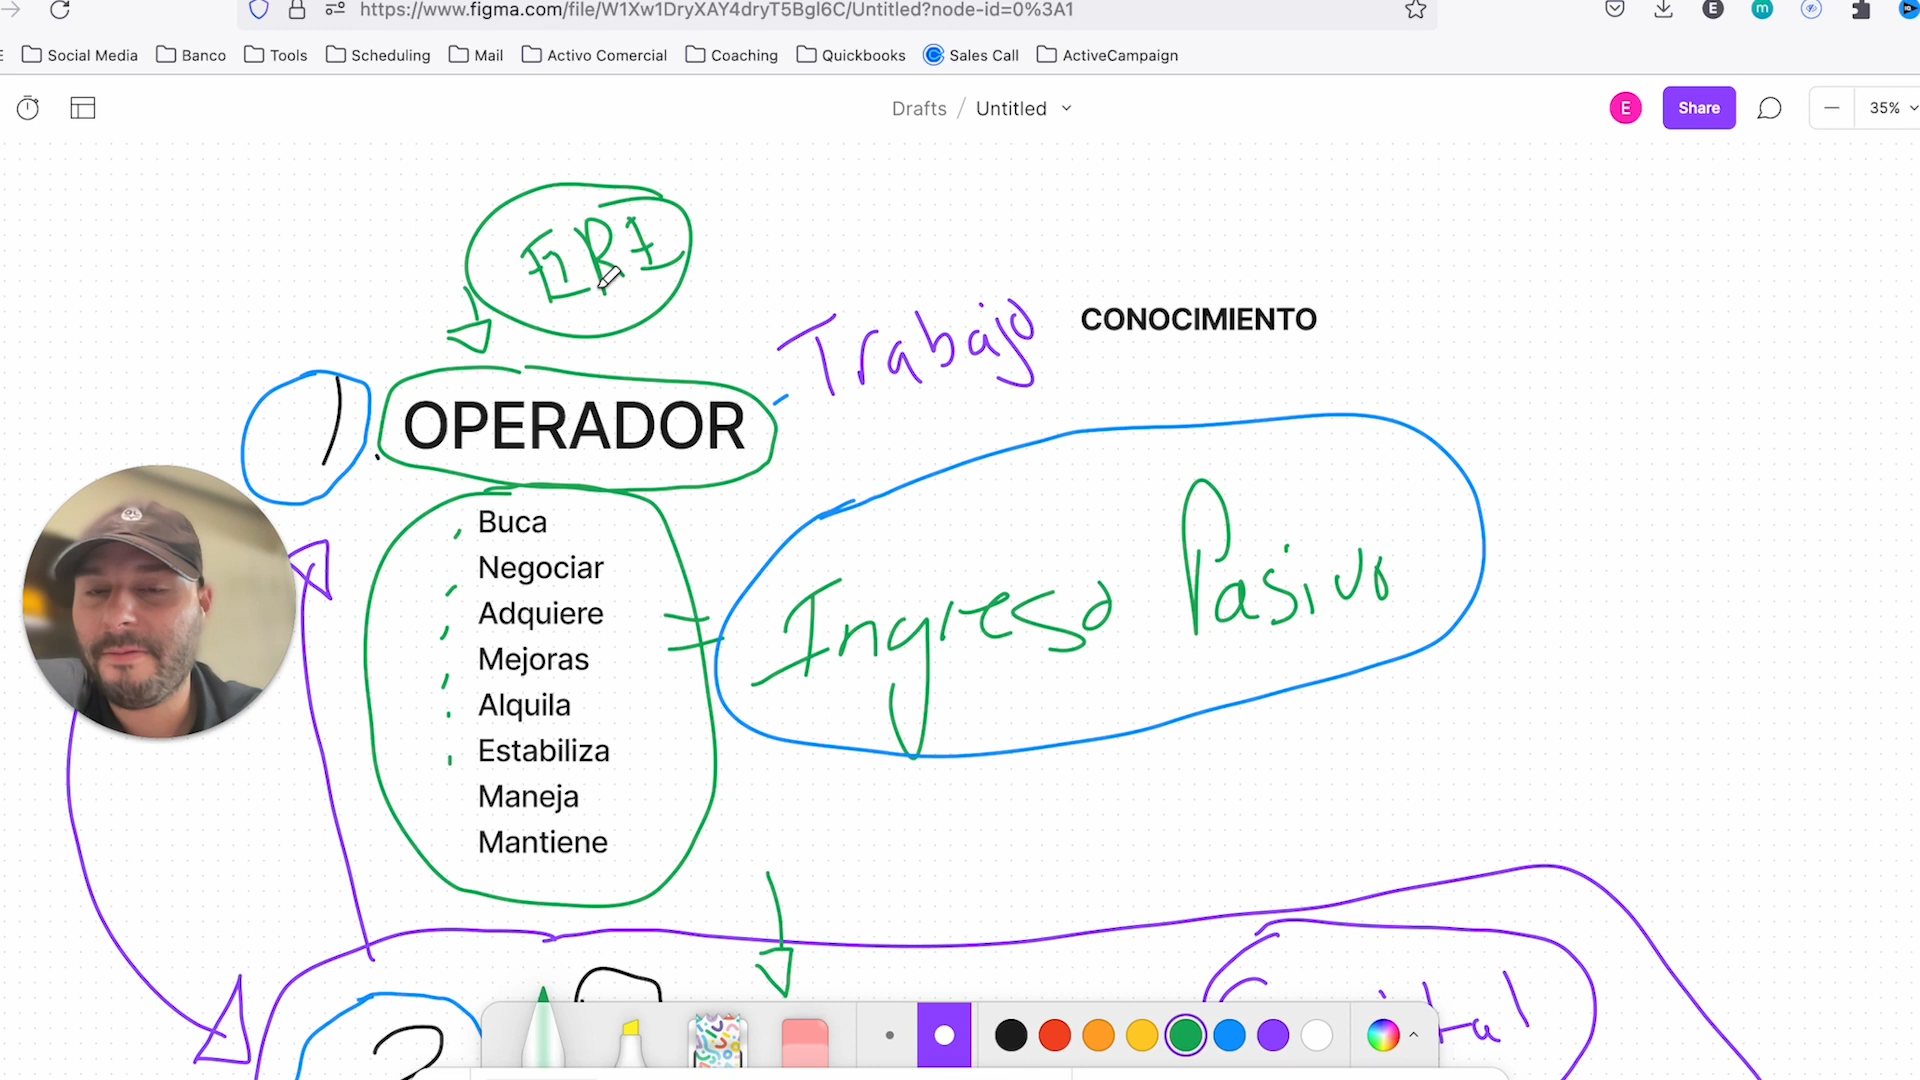 https://www.figma.com/file/W1Xw1DryXAY4dryT5Bgl6C/Untitled?node-id=0%3A1
E
m
Social Media
Banco
Tools
Scheduling
Mail
Activo Comercial
Coaching
Quickbooks
Sales Call
ActiveCampaign
Drafts / Untitled
E
Share
35%
Trabajo
CONOCIMIENTO
1
OPERADOR
Buca
Negociar
Adquiere
Mejoras
Alquila
Estabiliza
Maneja
Mantiene
= Ingreso Pasivo
2